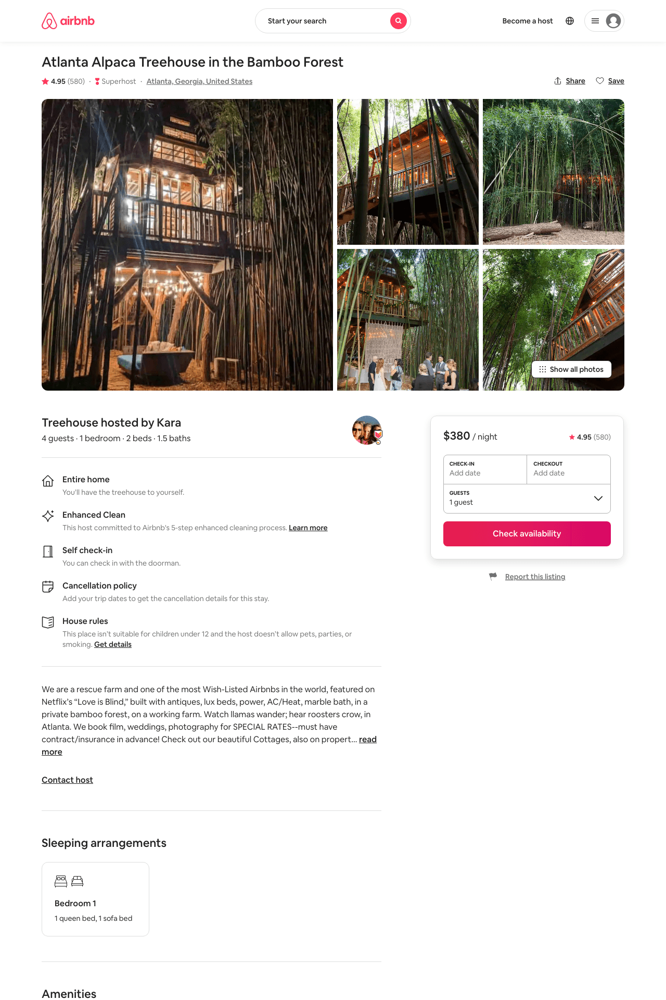 airbnb
Start your search
Become a host
Atlanta Alpaca Treehouse in the Bamboo Forest
4.95 (580) · Superhost · Atlanta, Georgia, United States
Share
Save
Show all photos
Treehouse hosted by Kara
4 guests · 1 bedroom · 2 beds · 1.5 baths
Entire home
You’ll have the treehouse to yourself.
Enhanced Clean
This host committed to Airbnb's 5-step enhanced cleaning process. Learn more
Self check-in
You can check in with the doorman.
Cancellation policy
Add your trip dates to get the cancellation details for this stay.
House rules
This place isn’t suitable for children under 12 and the host doesn’t allow pets, parties, or
smoking. Get details
We are a rescue farm and one of the most Wish-Listed Airbnbs in the world, featured on
Netflix’s “Love is Blind,” built with antiques, lux beds, power, AC/Heat, marble bath, in a
private bamboo forest, on a working farm. Watch llamas wander; hear roosters crow, in
Atlanta. We book film, weddings, photography for SPECIAL RATES--must have
contract/insurance in advance! Check out our beautiful Cottages, also on propert... read
more
Contact host
Sleeping arrangements
Bedroom 1
1 queen bed, 1 sofa bed
Amenities
$380 / night
4.95 (580)
CHECK-IN
Add date
CHECKOUT
Add date
GUESTS
1 guest
Check availability
Report this listing